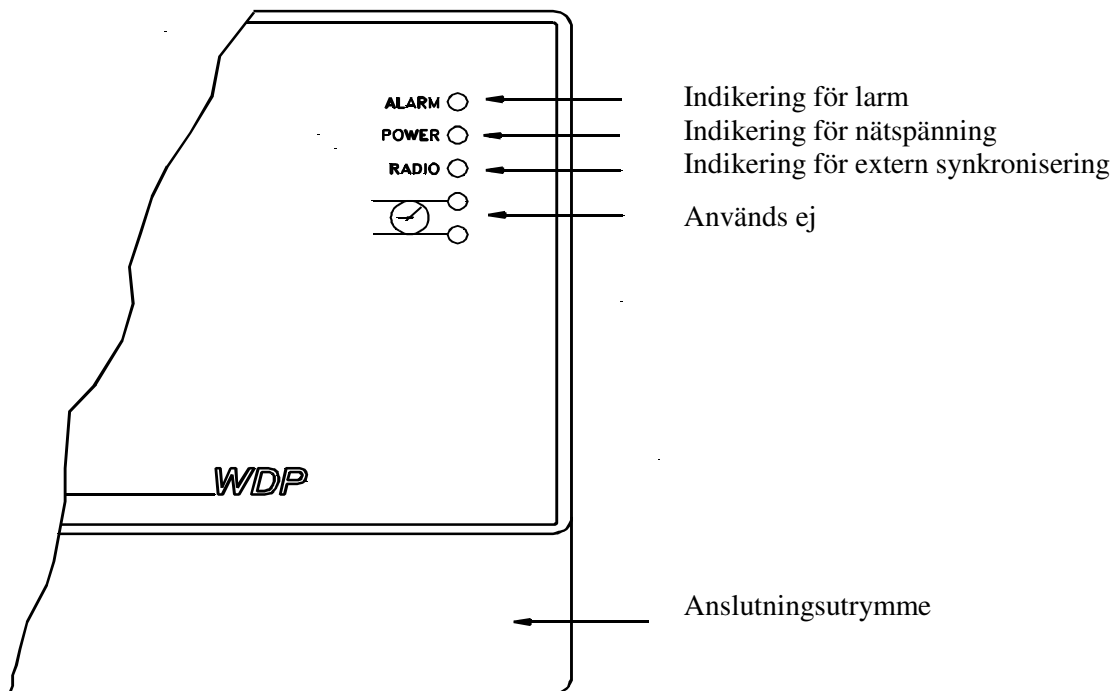 ALARM Indikering för larm
POWER Indikering för nätspänning
RADIO Indikering för extern synkronisering
Används ej
WDP
Anslutningsutrymme